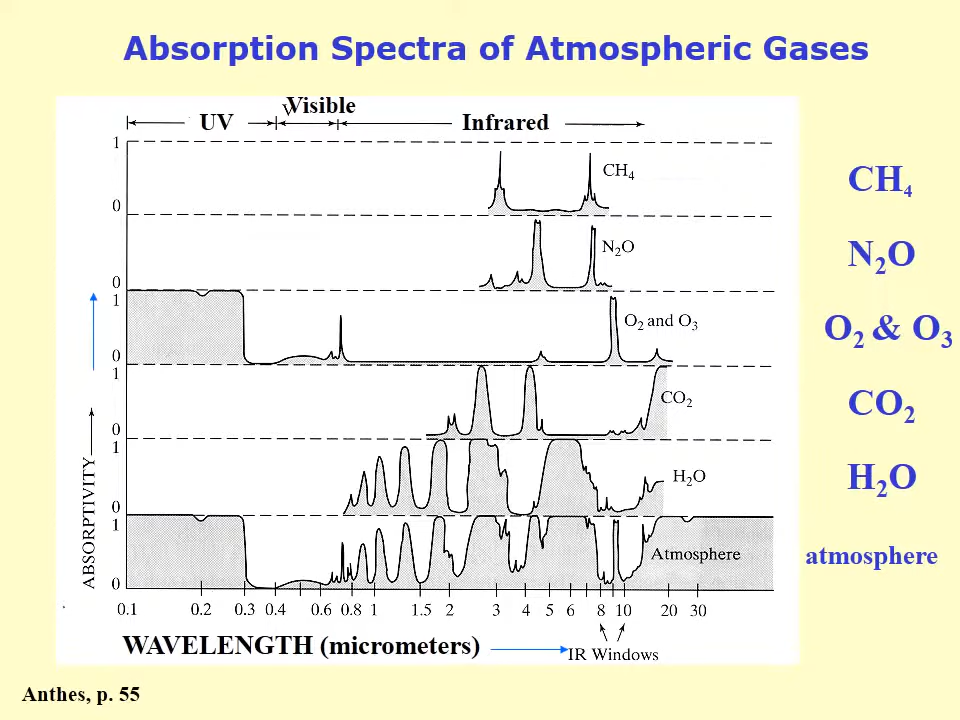 Absorption Spectra of Atmospheric Gases
Visible
UV
Infrared
1
CH4
CH₄
0
N₂O
N₂O
0
1
O₂ and O₃
O₂ & O₃
0
1
CO₂
CO₂
0
1
H₂O
H₂O
0
1
Atmosphere
atmosphere
0
ABSORPTIVITY
0.1 0.2 0.3 0.4 0.6 0.8 1 1.5 2 3 4 5 6 8 10 20 30
WAVELENGTH (micrometers)
IR Windows
Anthes, p. 55